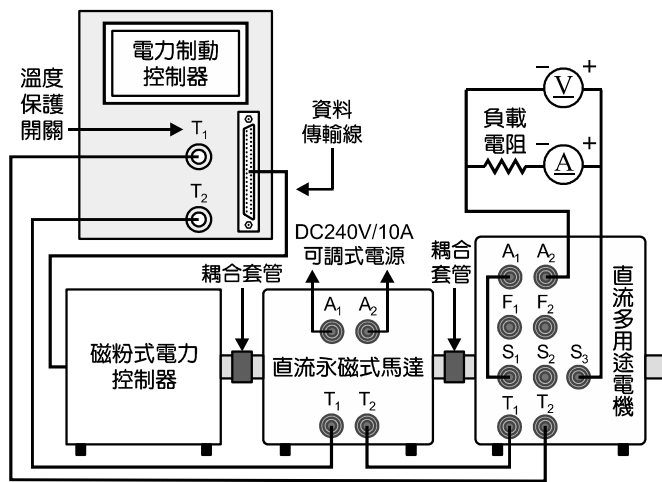 電力制動
控制器
溫度
保護
開關
T1
T2
資料
傳輸線
DC240V/10A
可調式電源
耦合套管
耦合
套管
負載
電阻
− V +
− A +
磁粉式電力
控制器
A1 A2
直流永磁式馬達
T1 T2
A1 A2
F1 F2
S1 S2 S3
T1 T2
直流多用途電機